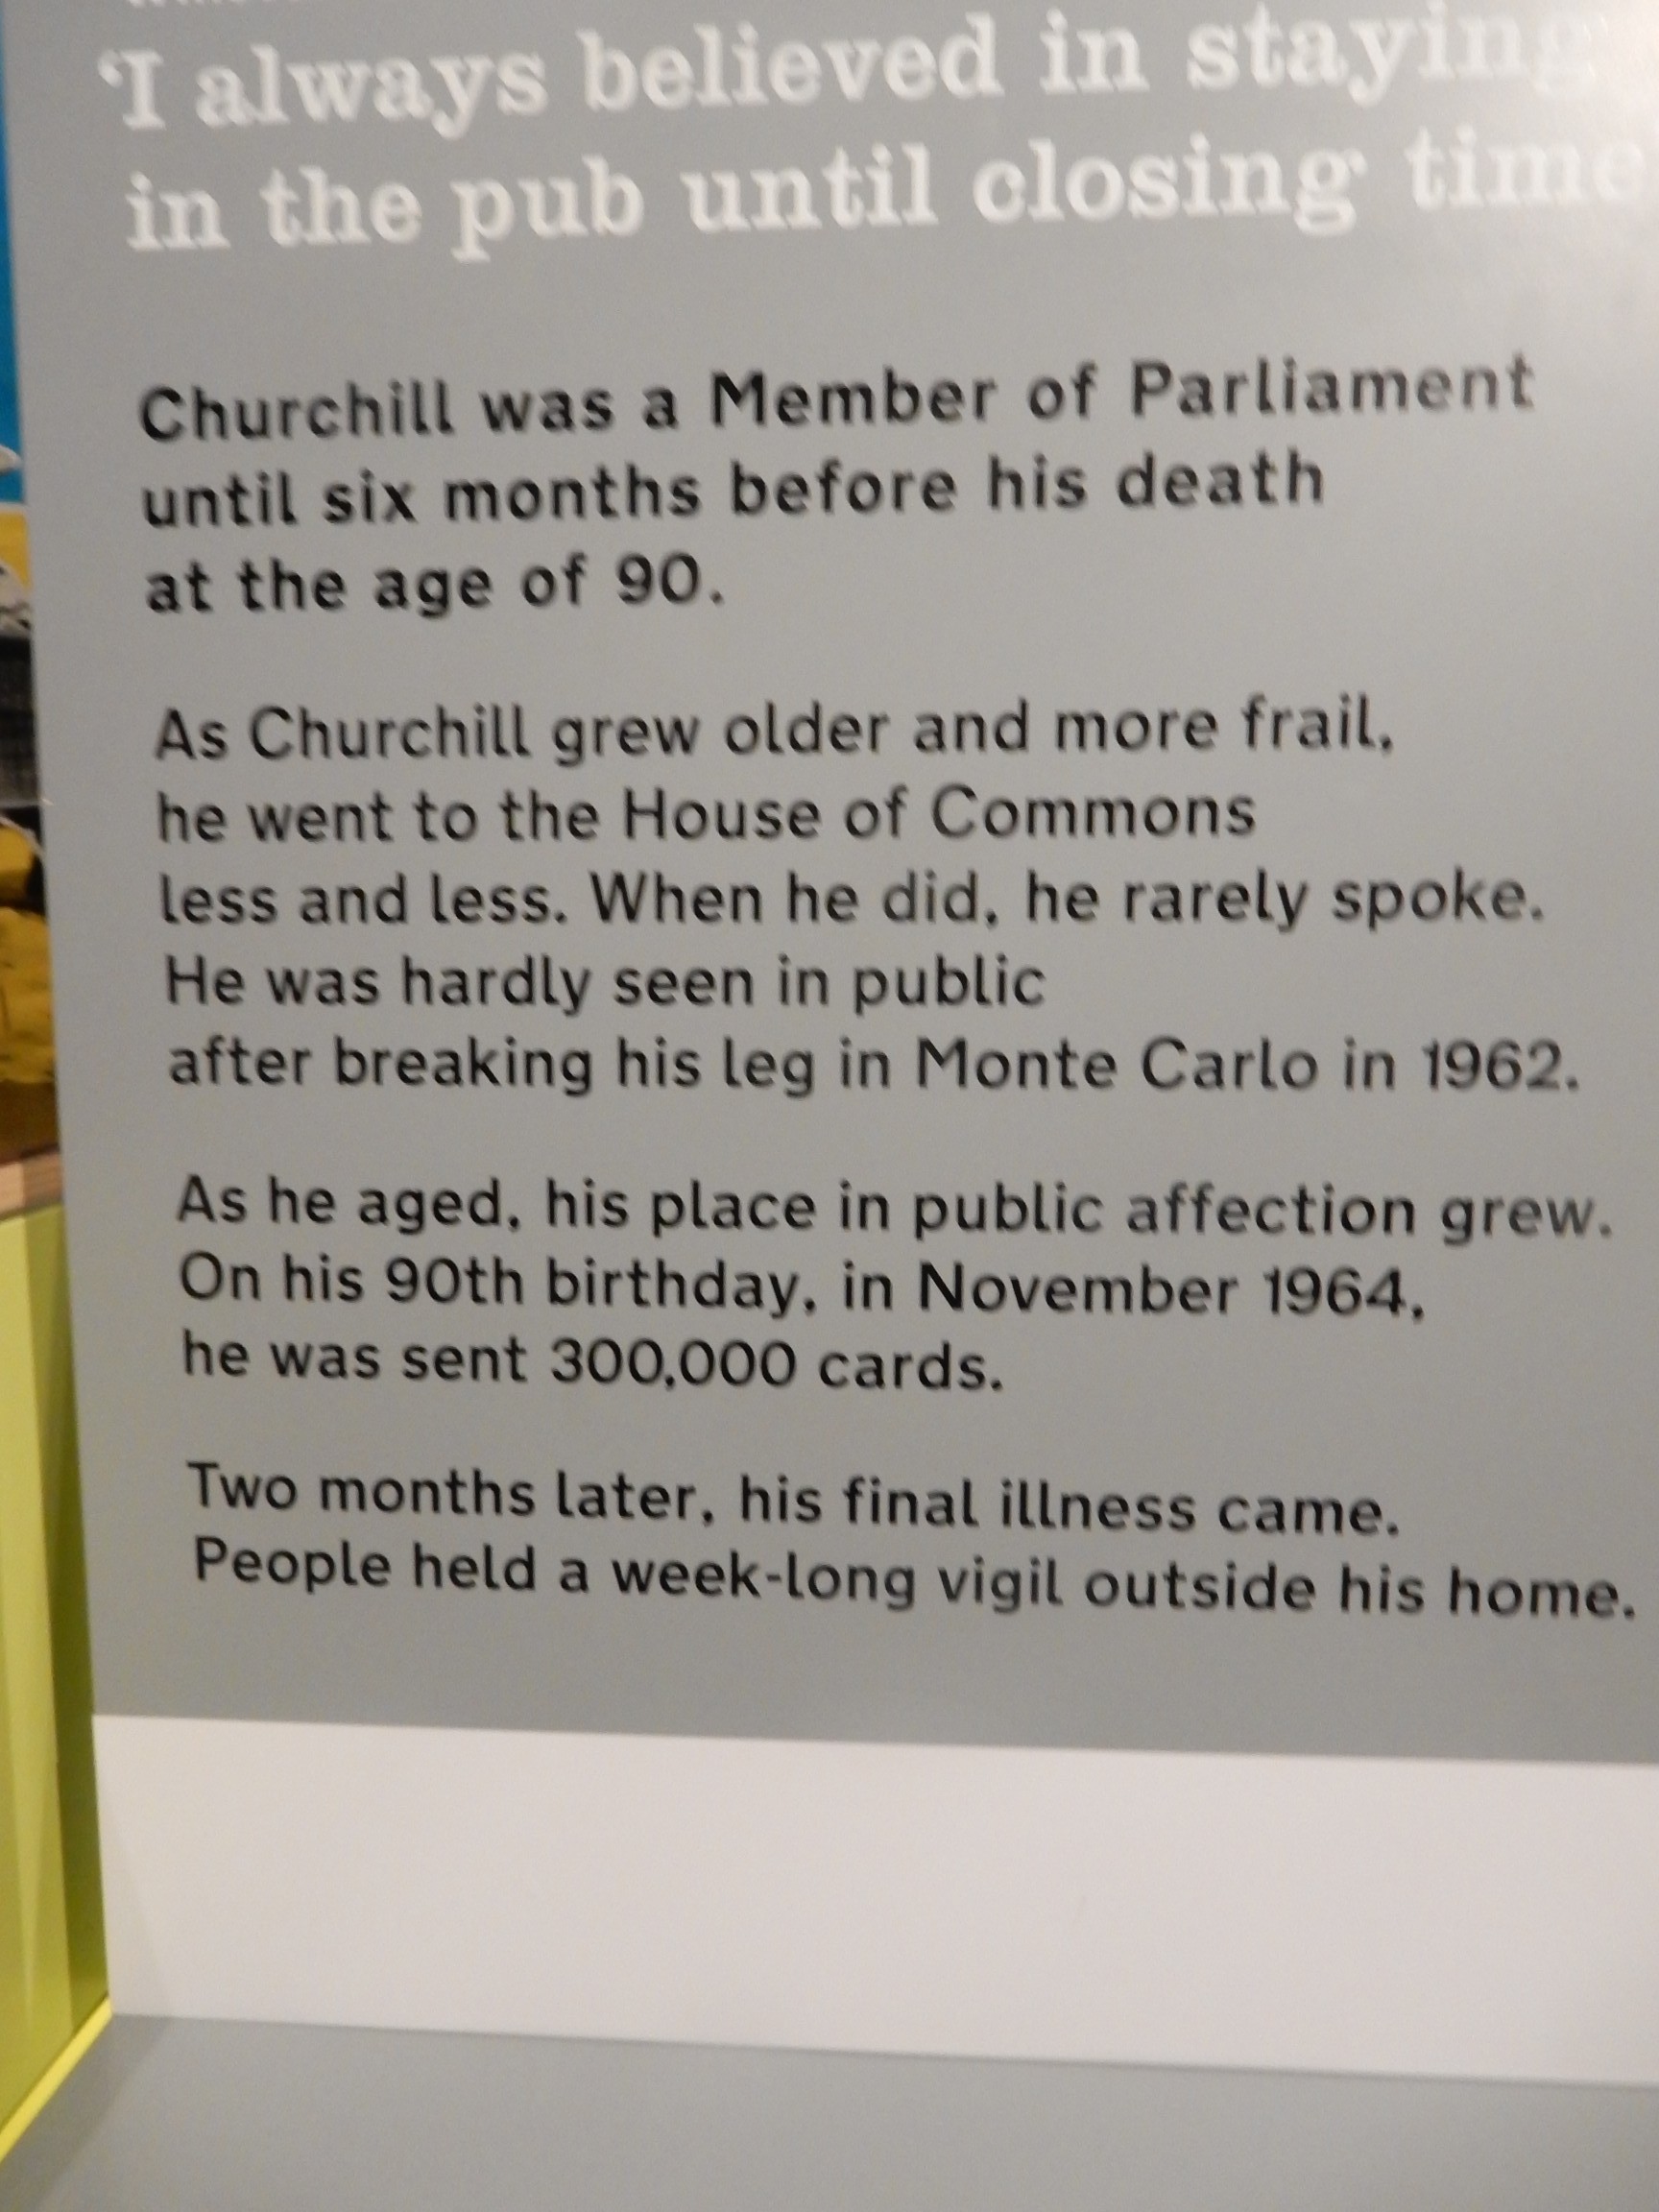 ‘I always believed in staying
in the pub until closing time
Churchill was a Member of Parliament
until six months before his death
at the age of 90.
As Churchill grew older and more frail,
he went to the House of Commons
less and less. When he did, he rarely spoke.
He was hardly seen in public
after breaking his leg in Monte Carlo in 1962.
As he aged, his place in public affection grew.
On his 90th birthday, in November 1964,
he was sent 300,000 cards.
Two months later, his final illness came.
People held a week-long vigil outside his home.